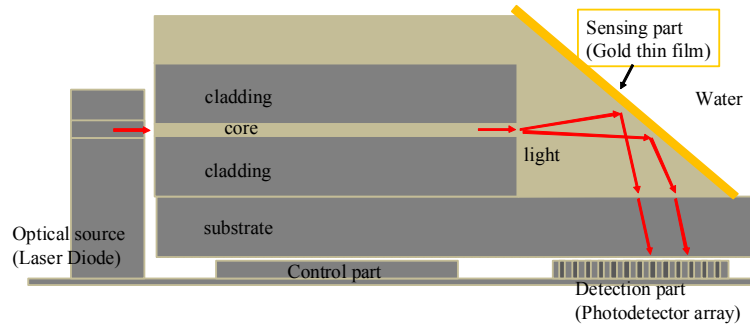 Sensing part
(Gold thin film)
Water
cladding
core
light
cladding
substrate
Optical source
(Laser Diode)
Control part
Detection part
(Photodetector array)